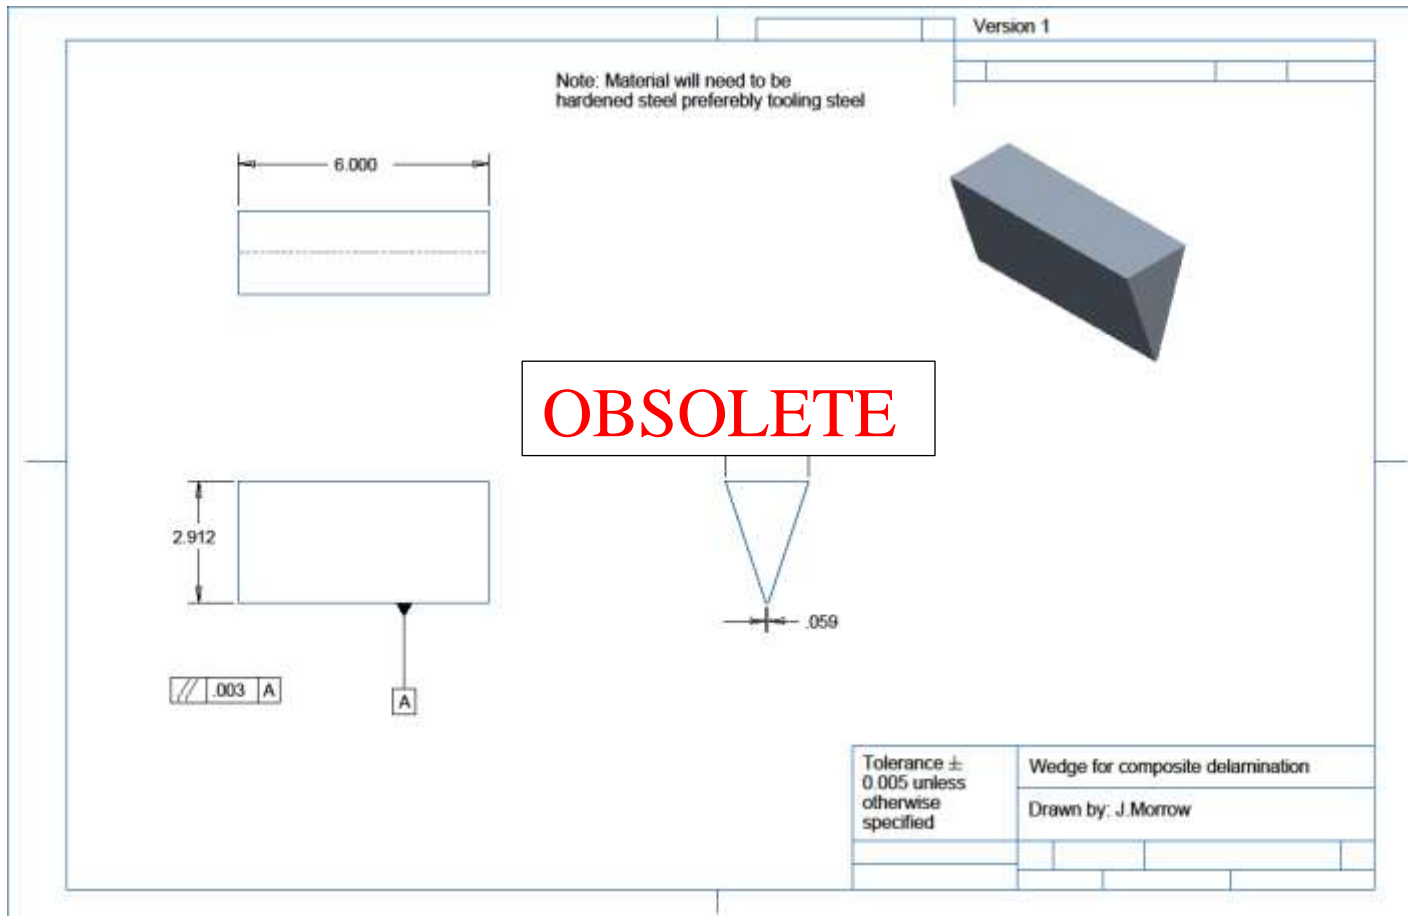 Version 1
Note: Material will need to be
hardened steel preferebly tooling steel
6.000
OBSOLETE
2.912
.059
// .003 A
A
Tolerance ±
0.005 unless
otherwise
specified
Wedge for composite delamination
Drawn by: J.Morrow